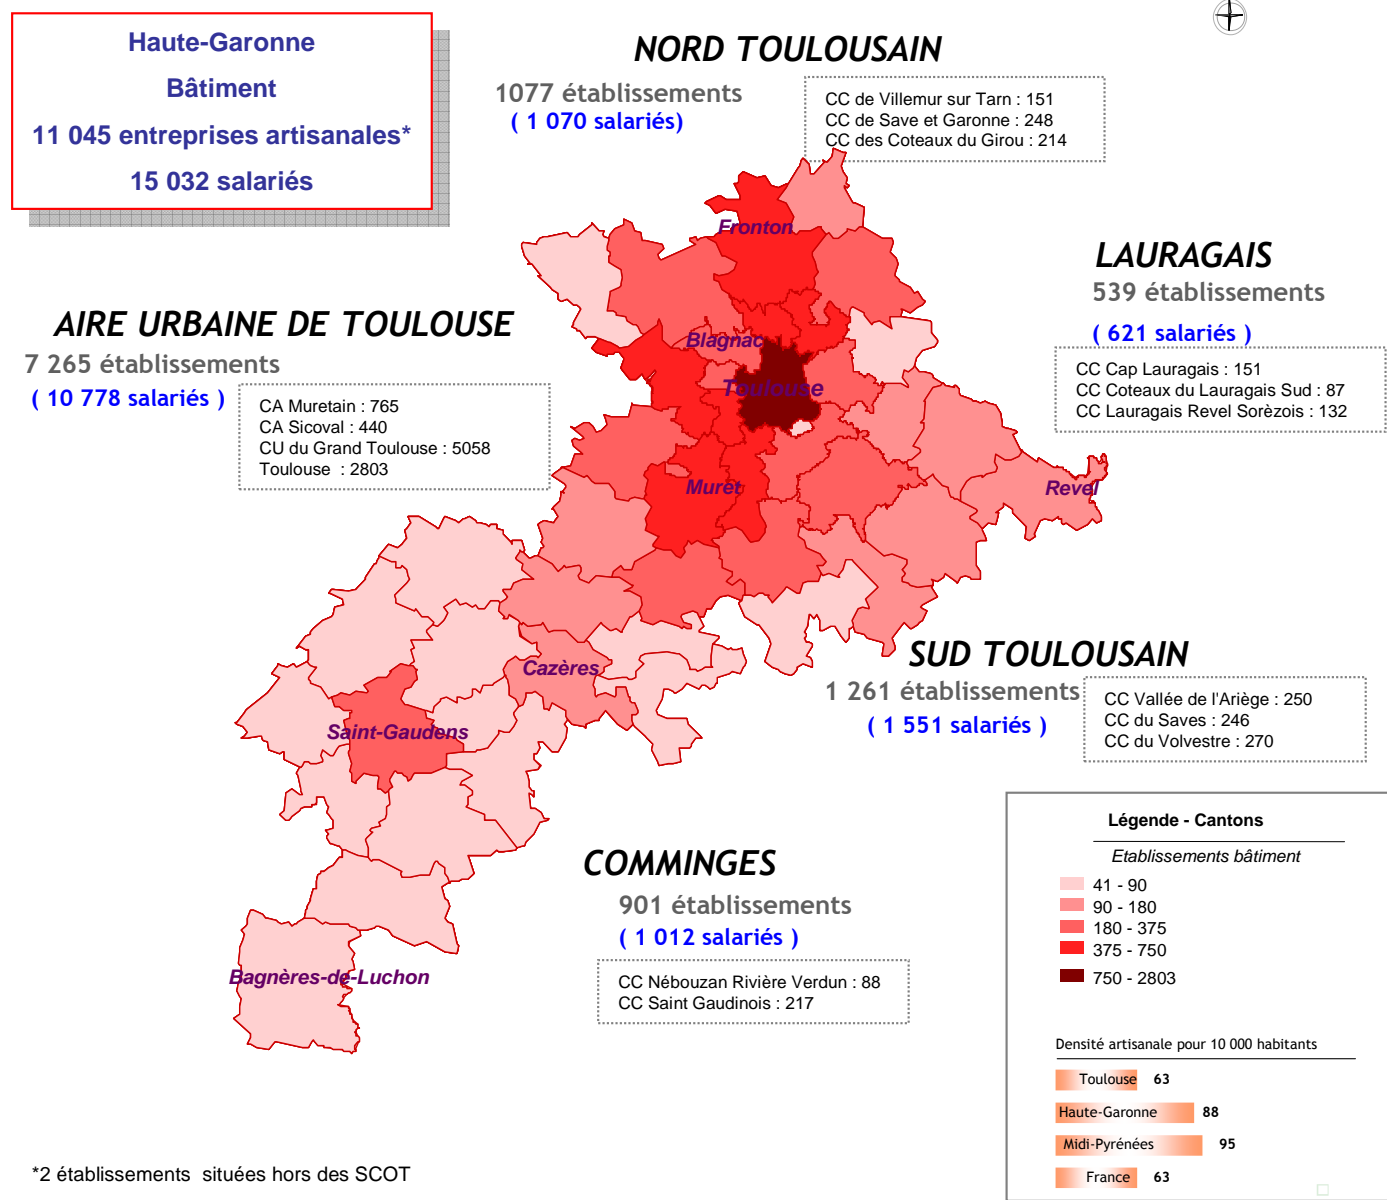 Haute-Garonne
Bâtiment
11 045 entreprises artisanales*
15 032 salariés
NORD TOULOUSAIN
1077 établissements
( 1 070 salariés)
CC de Villemur sur Tarn : 151
CC de Save et Garonne : 248
CC des Coteaux du Girou : 214
LAURAGAIS
539 établissements
( 621 salariés )
CC Cap Lauragais : 151
CC Coteaux du Lauragais Sud : 87
CC Lauragais Revel Sorèzois : 132
AIRE URBAINE DE TOULOUSE
7 265 établissements
( 10 778 salariés )
CA Muretain : 765
CA Sicoval : 440
CU du Grand Toulouse : 5058
Toulouse : 2803
Fronton
Blagnac
Toulouse
Muret
Revel
Cazères
Saint-Gaudens
Bagnères-de-Luchon
SUD TOULOUSAIN
1 261 établissements
( 1 551 salariés )
CC Vallée de l'Ariège : 250
CC du Saves : 246
CC du Volvestre : 270
COMMINGES
901 établissements
( 1 012 salariés )
CC Nébouzan Rivière Verdun : 88
CC Saint Gaudinois : 217
Légende - Cantons
Etablissements bâtiment
41 - 90
90 - 180
180 - 375
375 - 750
750 - 2803
Densité artisanale pour 10 000 habitants
Toulouse 63
Haute-Garonne 88
Midi-Pyrénées 95
France 63
*2 établissements situées hors des SCOT